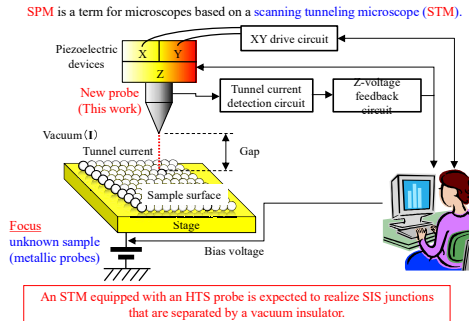 SPM is a term for microscopes based on a scanning tunneling microscope (STM).
Piezoelectric
devices
X
Y
Z
XY drive circuit
New probe
(This work)
Tunnel current
detection circuit
Z-voltage
feedback
circuit
Vacuum(I)
Tunnel current
Gap
Sample surface
Stage
Focus
unknown sample
(metallic probes)
Bias voltage
An STM equipped with an HTS probe is expected to realize SIS junctions
that are separated by a vacuum insulator.